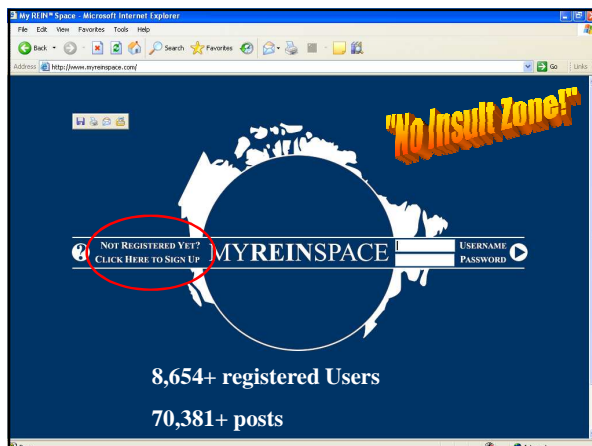 My REIN™ Space - Microsoft Internet Explorer
File Edit View Favorites Tools Help
Back Search Favorites
Address http://www.myreinspace.com/ Go Links
"No Insult Zone!"
NOT REGISTERED YET?
CLICK HERE TO SIGN UP
MYREINSPACE
USERNAME
PASSWORD
8,654+ registered Users
70,381+ posts